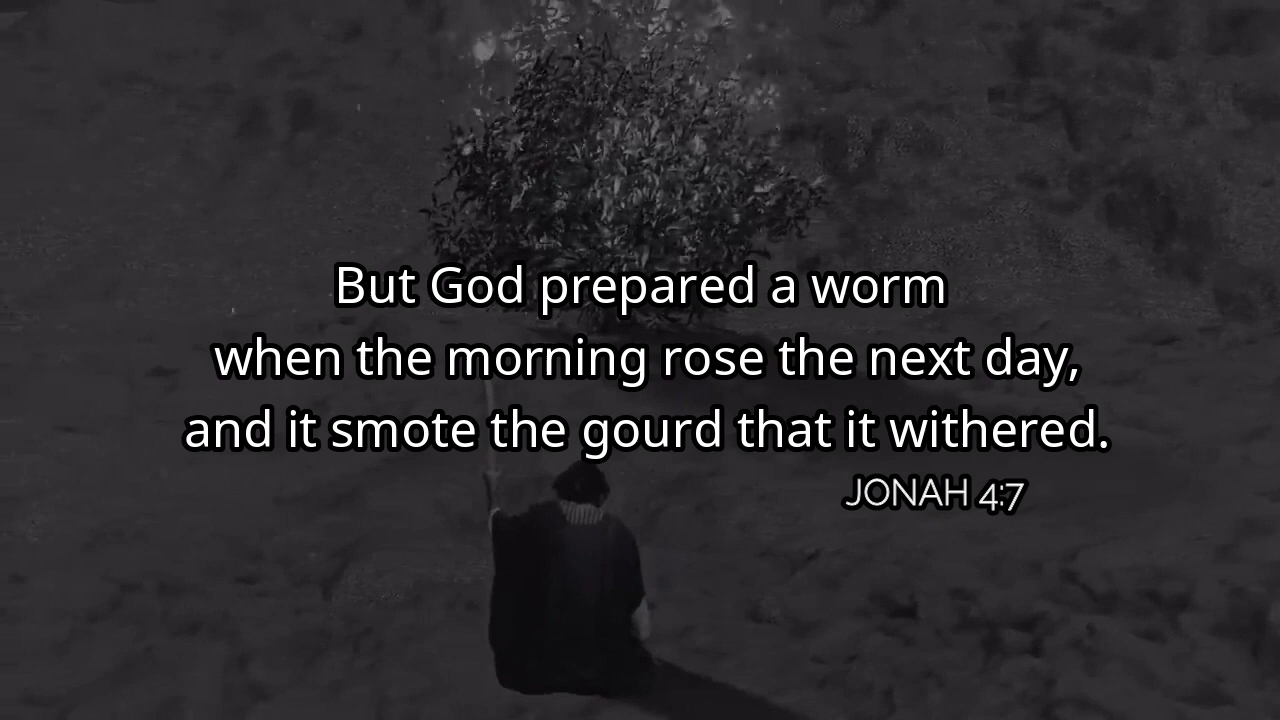 But God prepared a worm
when the morning rose the next day,
and it smote the gourd that it withered.
JONAH 4:7